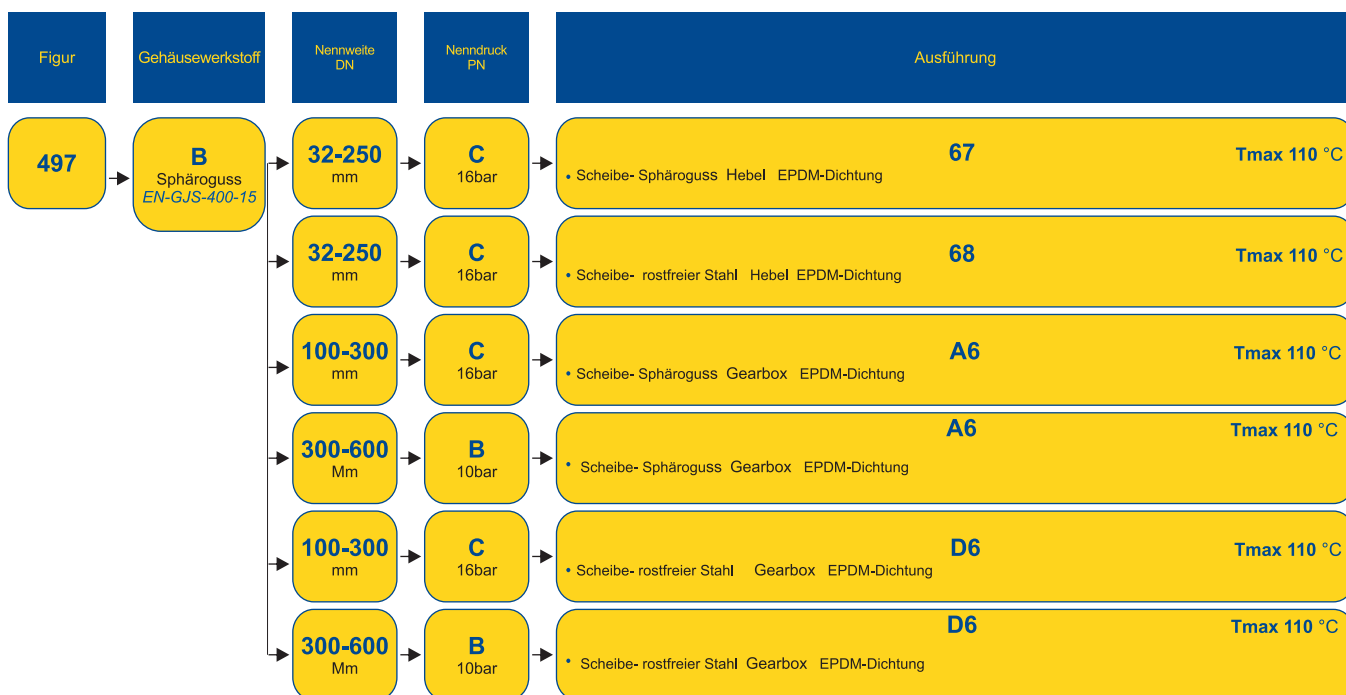 Figur
Gehäusewerkstoff
Nennweite
DN
Nenndruck
PN
Ausführung
497
B
Sphäroguss
EN-GJS-400-15
32-250
mm
C
16bar
67
Tmax 110 °C
• Scheibe- Sphäroguss Hebel EPDM-Dichtung
32-250
mm
C
16bar
68
Tmax 110 °C
• Scheibe- rostfreier Stahl Hebel EPDM-Dichtung
100-300
mm
C
16bar
A6
Tmax 110 °C
• Scheibe- Sphäroguss Gearbox EPDM-Dichtung
300-600
Mm
B
10bar
A6
Tmax 110 °C
• Scheibe- Sphäroguss Gearbox EPDM-Dichtung
100-300
mm
C
16bar
D6
Tmax 110 °C
• Scheibe- rostfreier Stahl Gearbox EPDM-Dichtung
300-600
Mm
B
10bar
D6
Tmax 110 °C
• Scheibe- rostfreier Stahl Gearbox EPDM-Dichtung